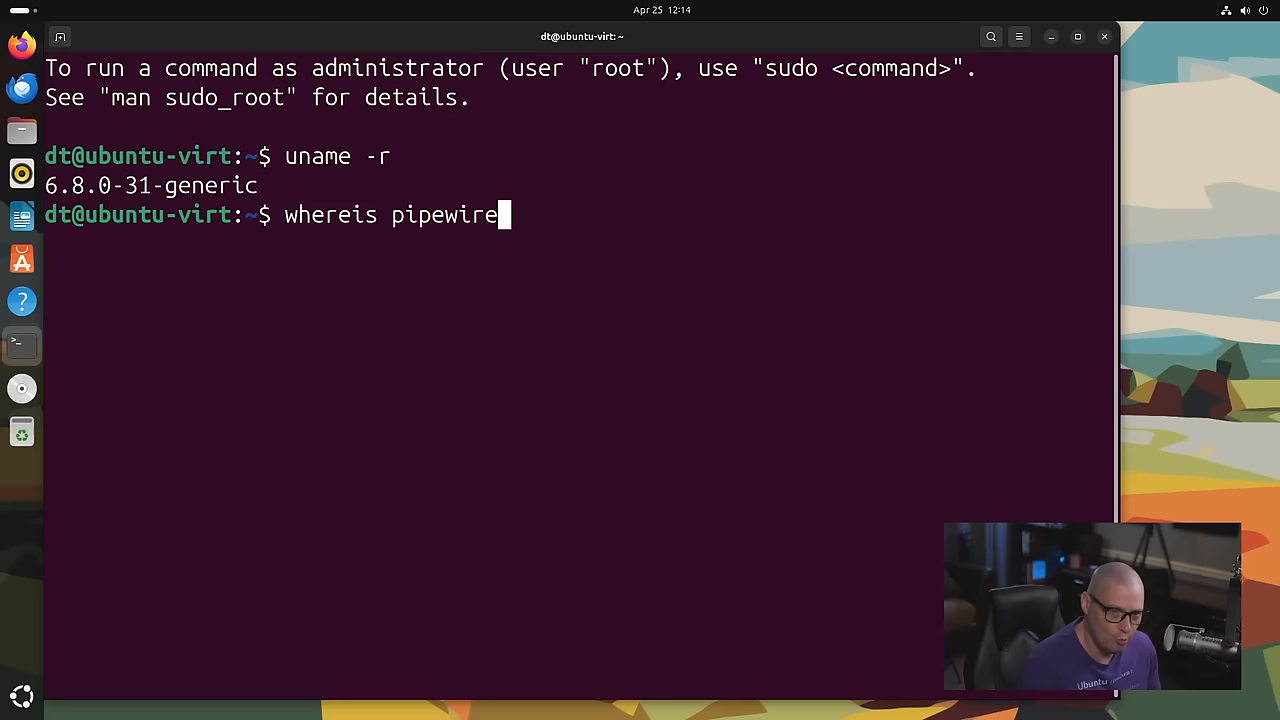 Apr 25 12:14
dt@ubuntu-virt: ~
To run a command as administrator (user "root"), use "sudo <command>".
See "man sudo_root" for details.
dt@ubuntu-virt:~$ uname -r
6.8.0-31-generic
dt@ubuntu-virt:~$ whereis pipewire
Ubuntu